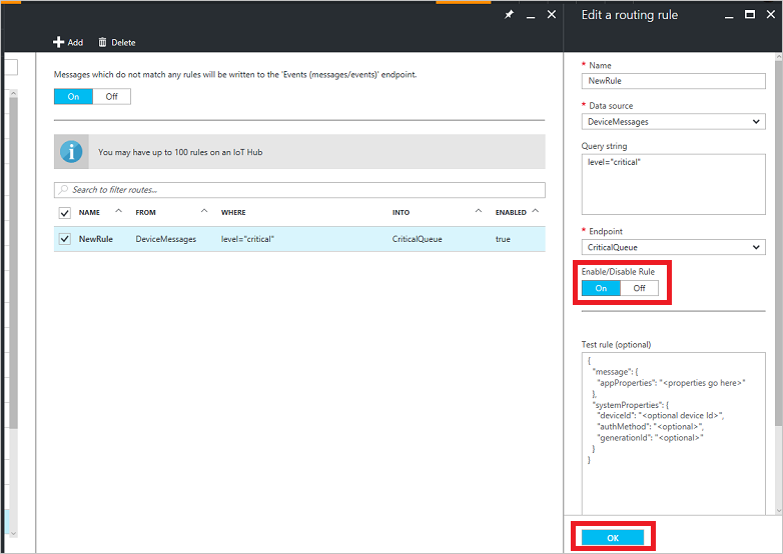 Edit a routing rule
Add Delete
Messages which do not match any rules will be written to the 'Events (messages/events)' endpoint.
On Off
You may have up to 100 rules on an IoT Hub
Search to filter routes...
NAME FROM WHERE INTO ENABLED
NewRule DeviceMessages level="critical" CriticalQueue true
* Name
NewRule
* Data source
DeviceMessages
Query string
level="critical"
* Endpoint
CriticalQueue
Enable/Disable Rule
On Off
Test rule (optional)
{
"message": {
"appProperties": "<properties go here>"
},
"systemProperties": {
"deviceId": "<optional device Id>",
"authMethod": "<optional>",
"generationId": "<optional>"
}
}
OK